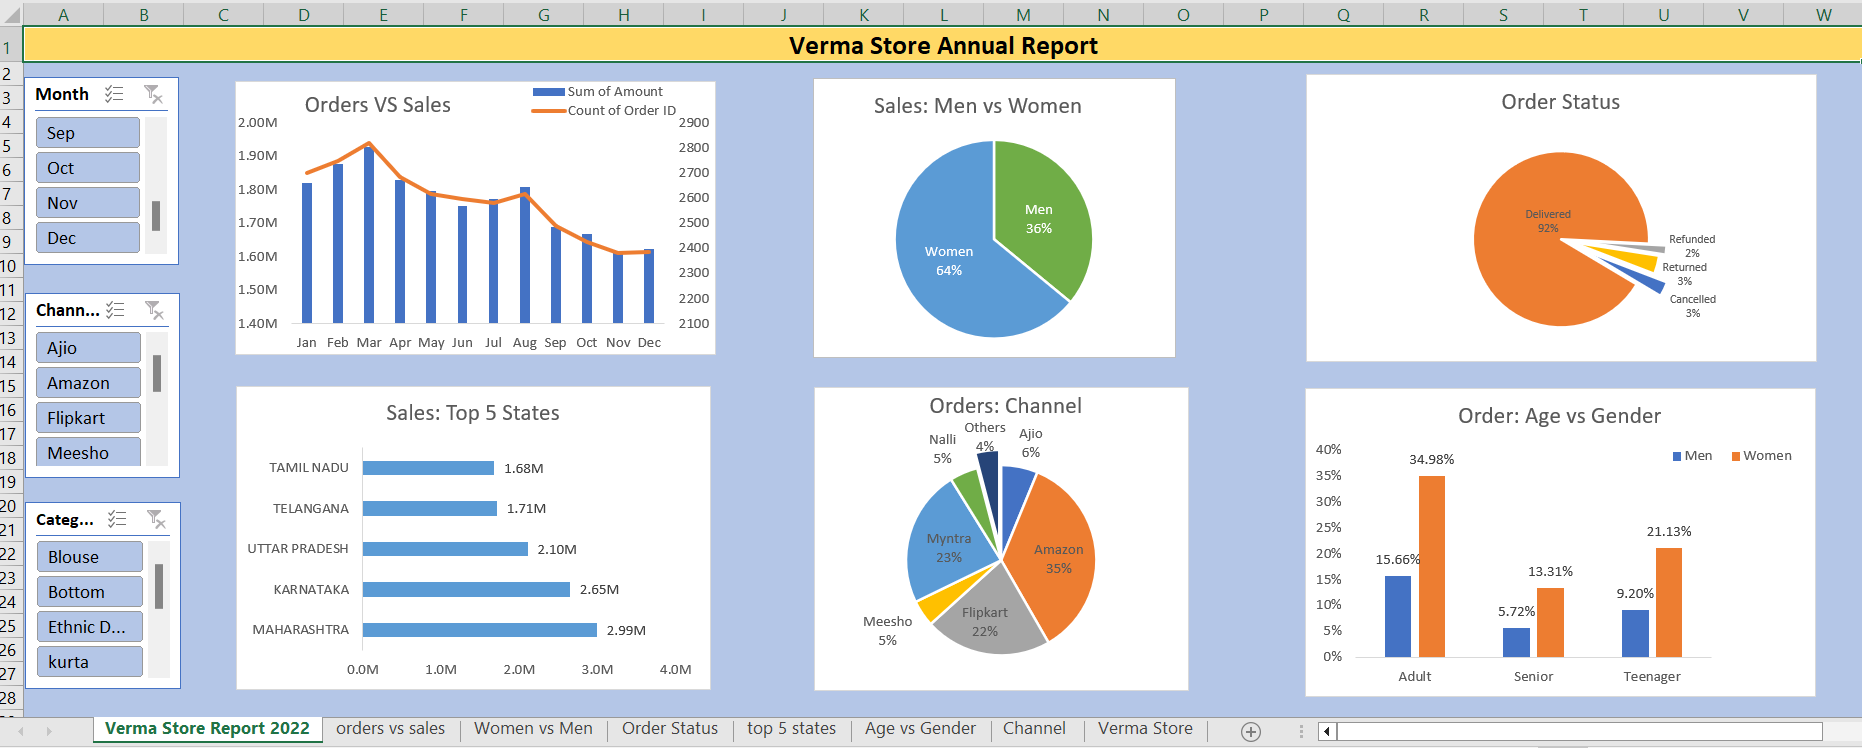 A B C D E F G H I J K L M N O P Q R S T U V W
1
2
3
4
5
6
7
8
9
10
11
12
13
14
15
16
17
18
19
20
21
22
23
24
25
26
27
28
Verma Store Annual Report
Month
Sep
Oct
Nov
Dec
Chann...
Ajio
Amazon
Flipkart
Meesho
Categ...
Blouse
Bottom
Ethnic D...
kurta
Orders VS Sales
Sum of Amount
Count of Order ID
2.00M
1.90M
1.80M
1.70M
1.60M
1.50M
1.40M
2900
2800
2700
2600
2500
2400
2300
2200
2100
Jan Feb Mar Apr May Jun Jul Aug Sep Oct Nov Dec
Sales: Men vs Women
Men
36%
Women
64%
Order Status
Delivered
92%
Refunded
2%
Returned
3%
Cancelled
3%
Sales: Top 5 States
TAMIL NADU 1.68M
TELANGANA 1.71M
UTTAR PRADESH 2.10M
KARNATAKA 2.65M
MAHARASHTRA 2.99M
0.0M 1.0M 2.0M 3.0M 4.0M
Orders: Channel
Others
4%
Ajio
6%
Nalli
5%
Myntra
23%
Amazon
35%
Meesho
5%
Flipkart
22%
Order: Age vs Gender
Men Women
40%
35%
30%
25%
20%
15%
10%
5%
0%
34.98%
15.66%
13.31%
5.72%
21.13%
9.20%
Adult Senior Teenager
Verma Store Report 2022 orders vs sales Women vs Men Order Status top 5 states Age vs Gender Channel Verma Store